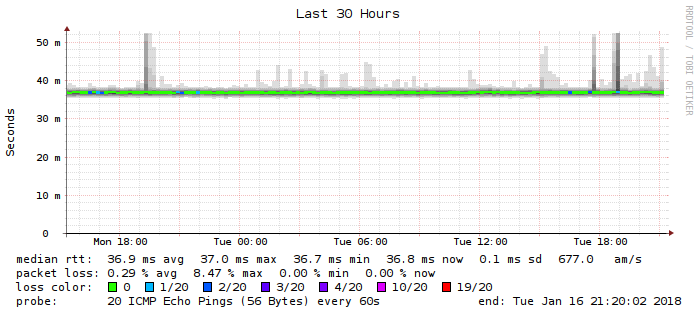 Last 30 Hours
RRDTOOL / TOBI OETIKER
Seconds
50 m
40 m
30 m
20 m
10 m
0
Mon 18:00 Tue 00:00 Tue 06:00 Tue 12:00 Tue 18:00
median rtt: 36.9 ms avg 37.0 ms max 36.7 ms min 36.8 ms now 0.1 ms sd 677.0 am/s
packet loss: 0.29 % avg 8.47 % max 0.00 % min 0.00 % now
loss color: 0 1/20 2/20 3/20 4/20 10/20 19/20
probe: 20 ICMP Echo Pings (56 Bytes) every 60s end: Tue Jan 16 21:20:02 2018